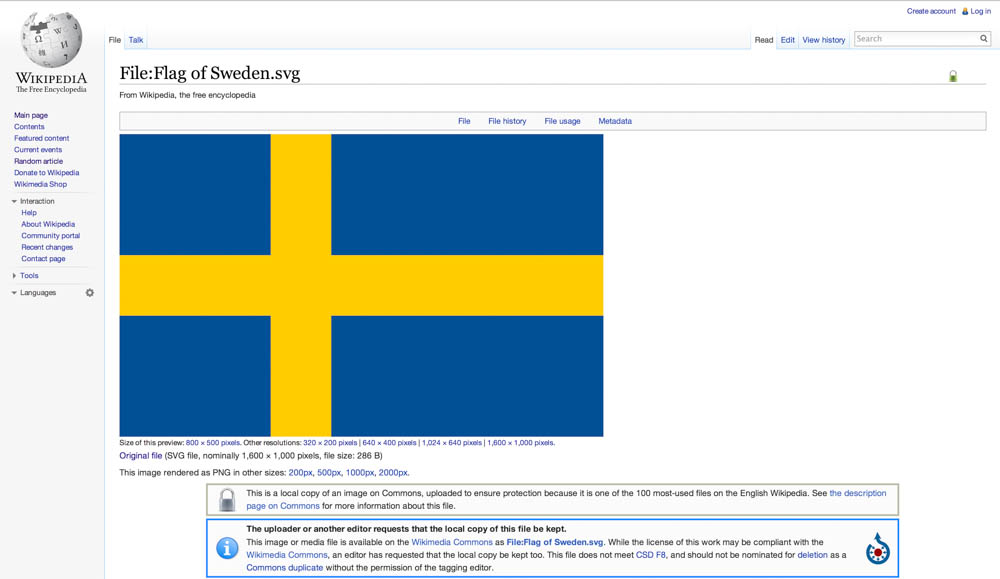 Create account Log in
File Talk Read Edit View history Search
WIKIPEDIA
The Free Encyclopedia
Main page
Contents
Featured content
Current events
Random article
Donate to Wikipedia
Wikimedia Shop
Interaction
Help
About Wikipedia
Community portal
Recent changes
Contact page
Tools
Languages
File:Flag of Sweden.svg
From Wikipedia, the free encyclopedia
File File history File usage Metadata
Size of this preview: 800 × 500 pixels. Other resolutions: 320 × 200 pixels | 640 × 400 pixels | 1,024 × 640 pixels | 1,600 × 1,000 pixels.
Original file (SVG file, nominally 1,600 × 1,000 pixels, file size: 286 B)
This image rendered as PNG in other sizes: 200px, 500px, 1000px, 2000px.
This is a local copy of an image on Commons, uploaded to ensure protection because it is one of the 100 most-used files on the English Wikipedia. See the description
page on Commons for more information about this file.
The uploader or another editor requests that the local copy of this file be kept.
This image or media file is available on the Wikimedia Commons as File:Flag of Sweden.svg. While the license of this work may be compliant with the
Wikimedia Commons, an editor has requested that the local copy be kept too. This file does not meet CSD F8, and should not be nominated for deletion as a
Commons duplicate without the permission of the tagging editor.